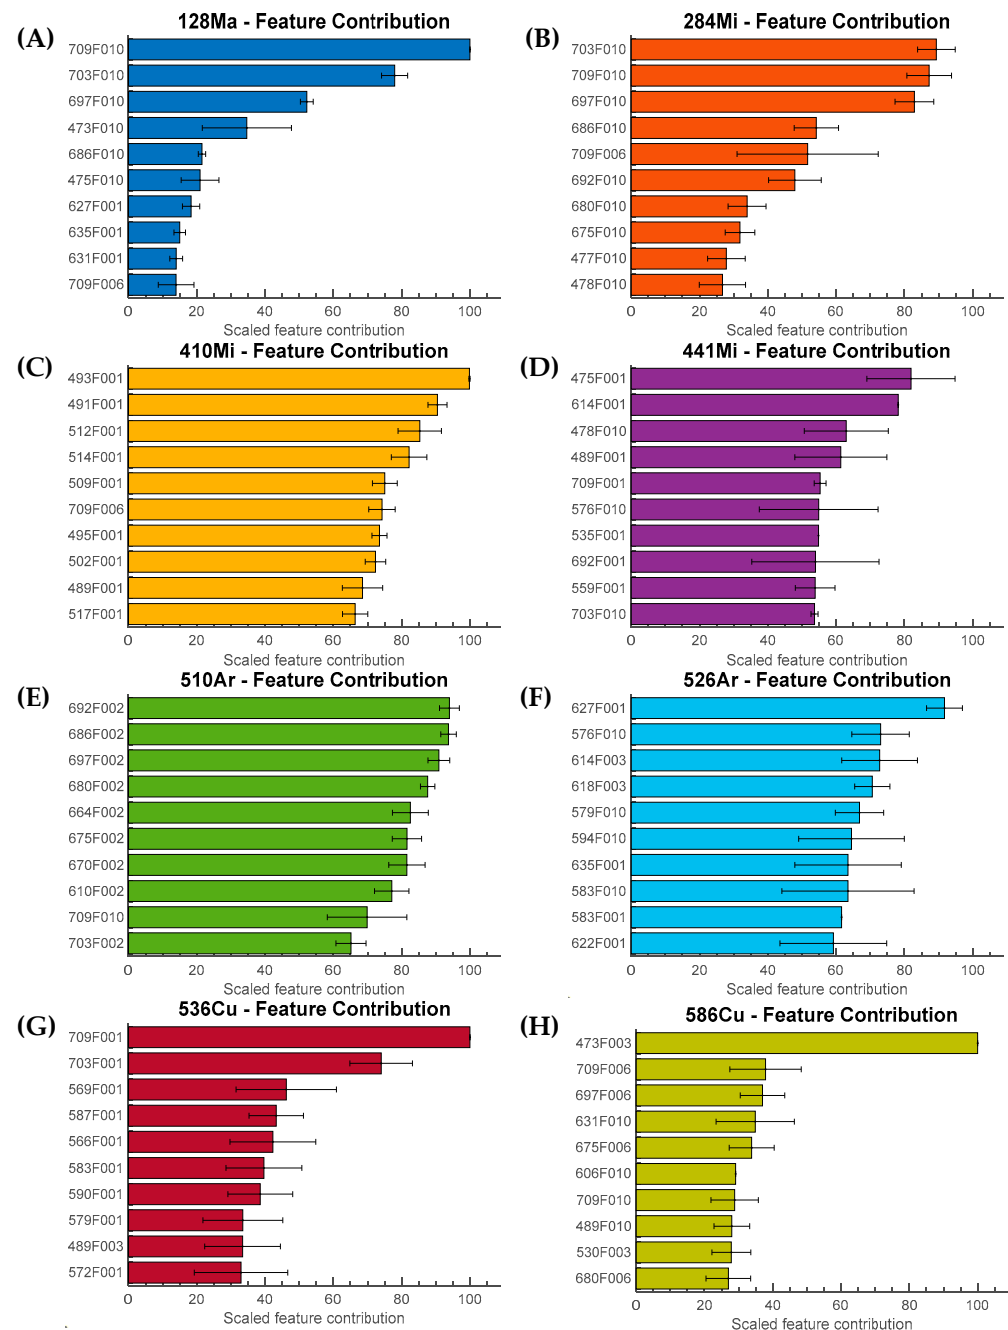 (A)
128Ma - Feature Contribution
709F010
703F010
697F010
473F010
686F010
475F010
627F001
635F001
631F001
709F006
0 20 40 60 80 100
Scaled feature contribution
(B)
284Mi - Feature Contribution
703F010
709F010
697F010
686F010
709F006
692F010
680F010
675F010
477F010
478F010
0 20 40 60 80 100
Scaled feature contribution
(C)
410Mi - Feature Contribution
493F001
491F001
512F001
514F001
509F001
709F006
495F001
502F001
489F001
517F001
0 20 40 60 80 100
Scaled feature contribution
(D)
441Mi - Feature Contribution
475F001
614F001
478F010
489F001
709F001
576F010
535F001
692F001
559F001
703F010
0 20 40 60 80 100
Scaled feature contribution
(E)
510Ar - Feature Contribution
692F002
686F002
697F002
680F002
664F002
675F002
670F002
610F002
709F010
703F002
0 20 40 60 80 100
Scaled feature contribution
(F)
526Ar - Feature Contribution
627F001
576F010
614F003
618F003
579F010
594F010
635F001
583F010
583F001
622F001
0 20 40 60 80 100
Scaled feature contribution
(G)
536Cu - Feature Contribution
709F001
703F001
569F001
587F001
566F001
583F001
590F001
579F001
489F003
572F001
0 20 40 60 80 100
Scaled feature contribution
(H)
586Cu - Feature Contribution
473F003
709F006
697F006
631F010
675F006
606F010
709F010
489F010
530F003
680F006
0 20 40 60 80 100
Scaled feature contribution